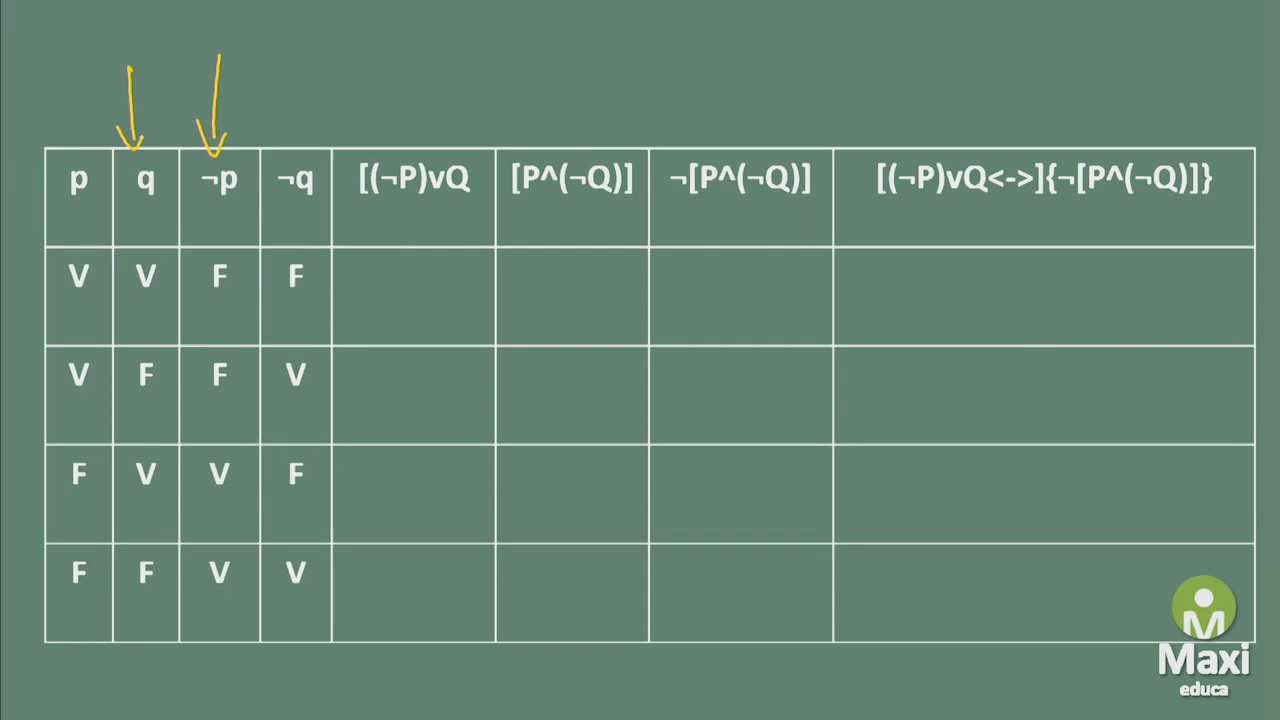 p q ¬p ¬q [(¬P)vQ [P^(¬Q)] ¬[P^(¬Q)] [(¬P)vQ<->]{¬[P^(¬Q)]}
V V F F
V F F V
F V V F
F F V V
M
Maxi
educa